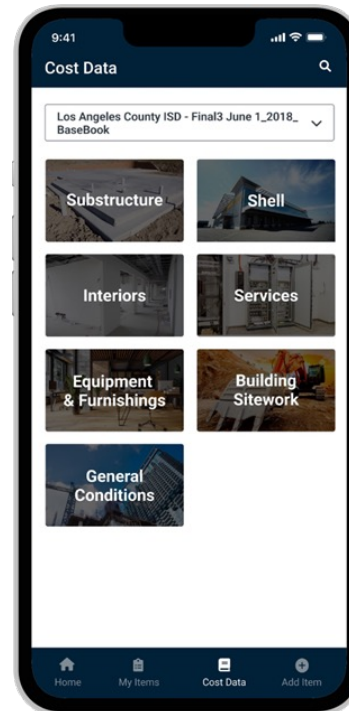 9:41
Cost Data
Los Angeles County ISD - Final3 June 1_2018_
BaseBook
Substructure
Shell
Interiors
Services
Equipment
& Furnishings
Building
Sitework
General
Conditions
Home
My Items
Cost Data
Add Item